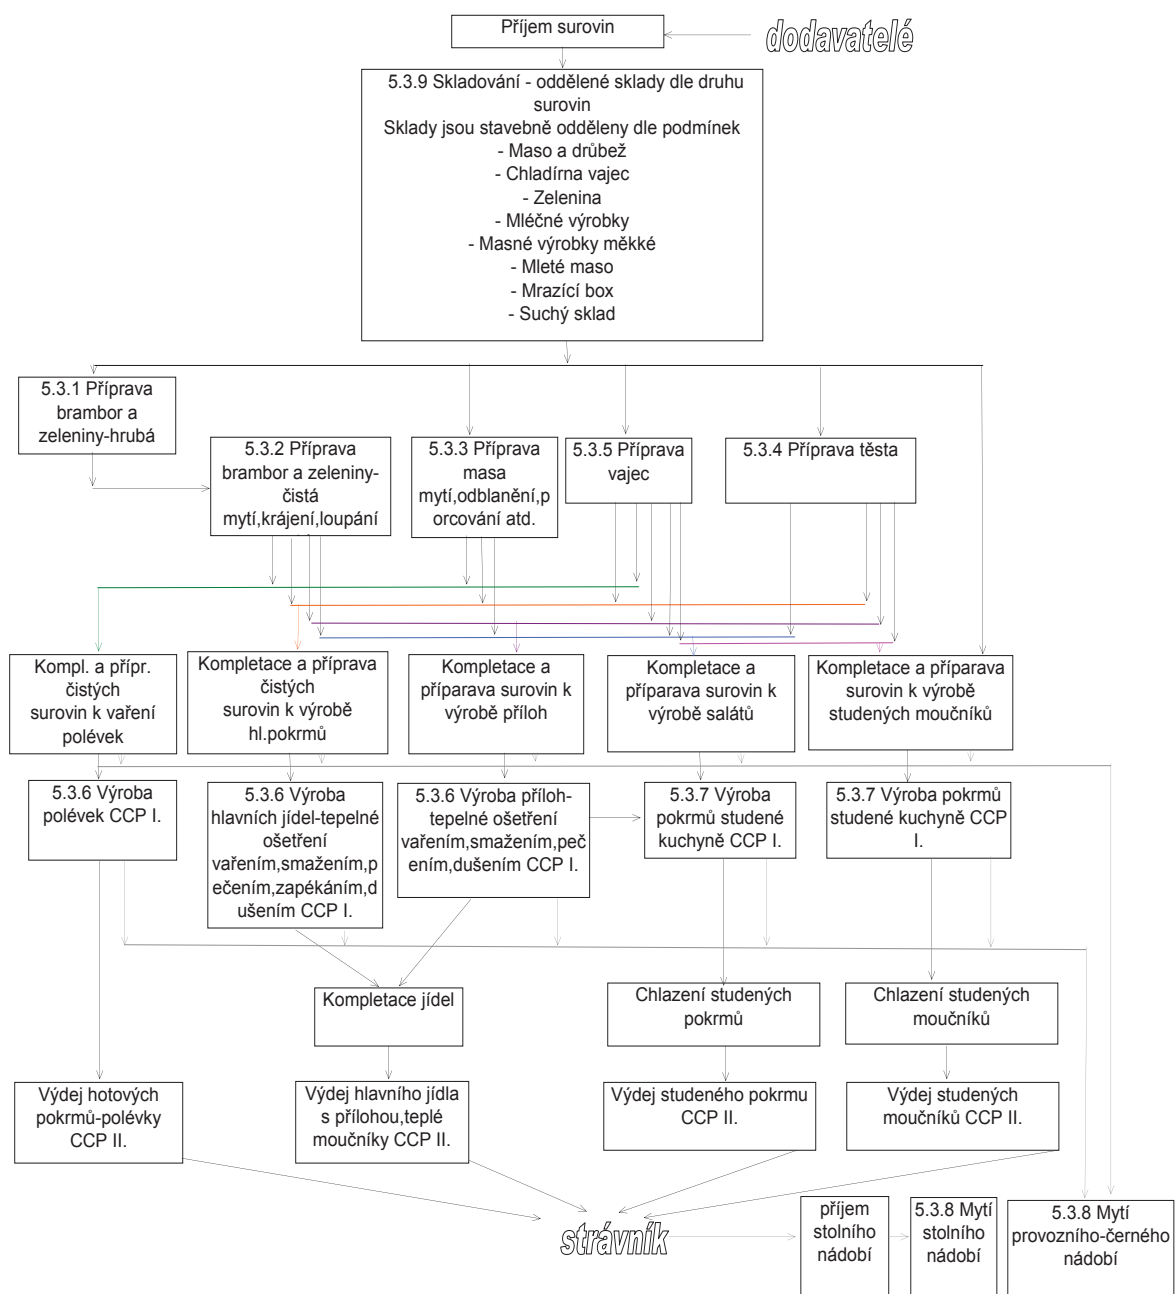 Příjem surovin
dodavatelé
5.3.9 Skladování - oddělené sklady dle druhu
surovin
Sklady jsou stavebně odděleny dle podmínek
- Maso a drůbež
- Chladírna vajec
- Zelenina
- Mléčné výrobky
- Masné výrobky měkké
- Mleté maso
- Mrazící box
- Suchý sklad
5.3.1 Příprava
brambor a
zeleniny-hrubá
5.3.2 Příprava
brambor a zeleniny-
čistá
mytí,krájení,loupání
5.3.3 Příprava
masa
mytí,odblanění,p
orcování atd.
5.3.5 Příprava
vajec
5.3.4 Příprava těsta
Kompl. a přípr.
čistých
surovin k vaření
polévek
Kompletace a příprava
čistých
surovin k výrobě
hl.pokrmů
Kompletace a
příparava surovin k
výrobě příloh
Kompletace a
příparava surovin k
výrobě salátů
Kompletace a příparava
surovin k výrobě
studených moučníků
5.3.6 Výroba
polévek CCP I.
5.3.6 Výroba
hlavních jídel-tepelné
ošetření
vařením,smažením,p
ečením,zapékáním,d
ušením CCP I.
5.3.6 Výroba příloh-
tepelné ošetření
vařením,smažením,peč
ením,dušením CCP I.
5.3.7 Výroba
pokrmů studené
kuchyně CCP I.
5.3.7 Výroba pokrmů
studené kuchyně CCP
I.
Kompletace jídel
Chlazení studených
pokrmů
Chlazení studených
moučníků
Výdej hotových
pokrmů-polévky
CCP II.
Výdej hlavního jídla
s přílohou,teplé
moučníky CCP II.
Výdej studeného pokrmu
CCP II.
Výdej studených
moučníků CCP II.
strávník
příjem
stolního
nádobí
5.3.8 Mytí
stolního
nádobí
5.3.8 Mytí
provozního-černého
nádobí